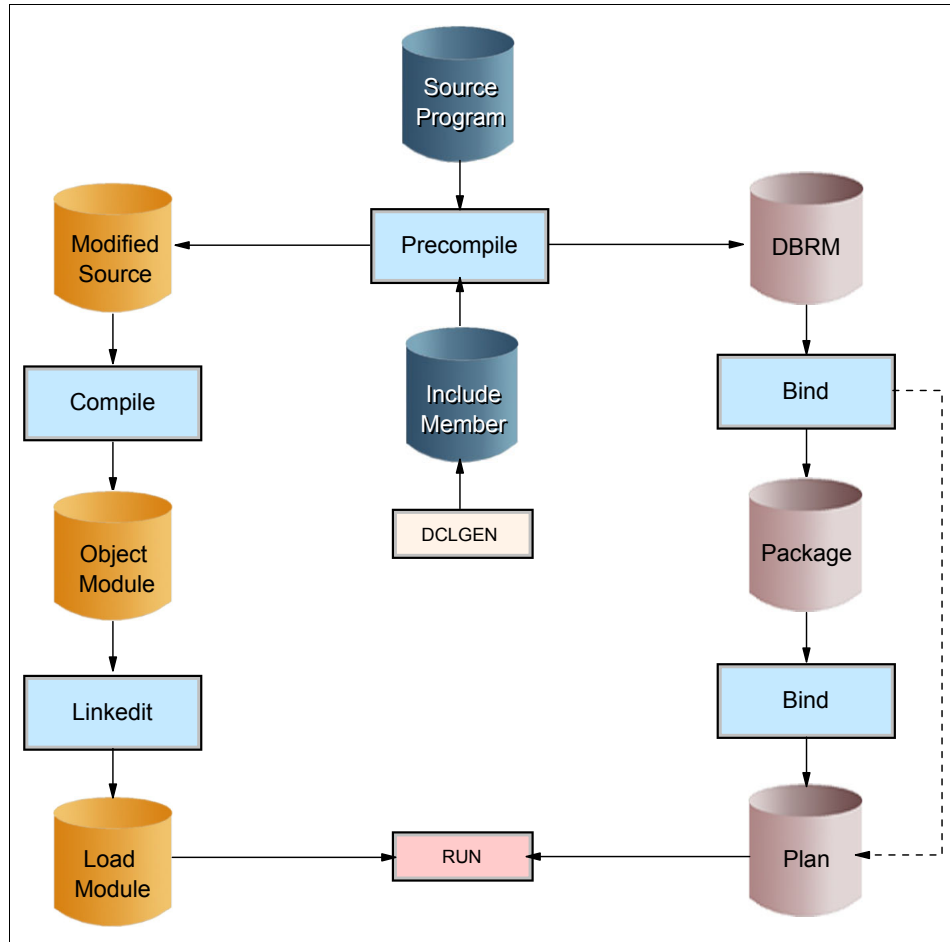 Source
Program
Modified
Source
Precompile
DBRM
Compile
Include
Member
Bind
DCLGEN
Object
Module
Package
Linkedit
Bind
Load
Module
RUN
Plan